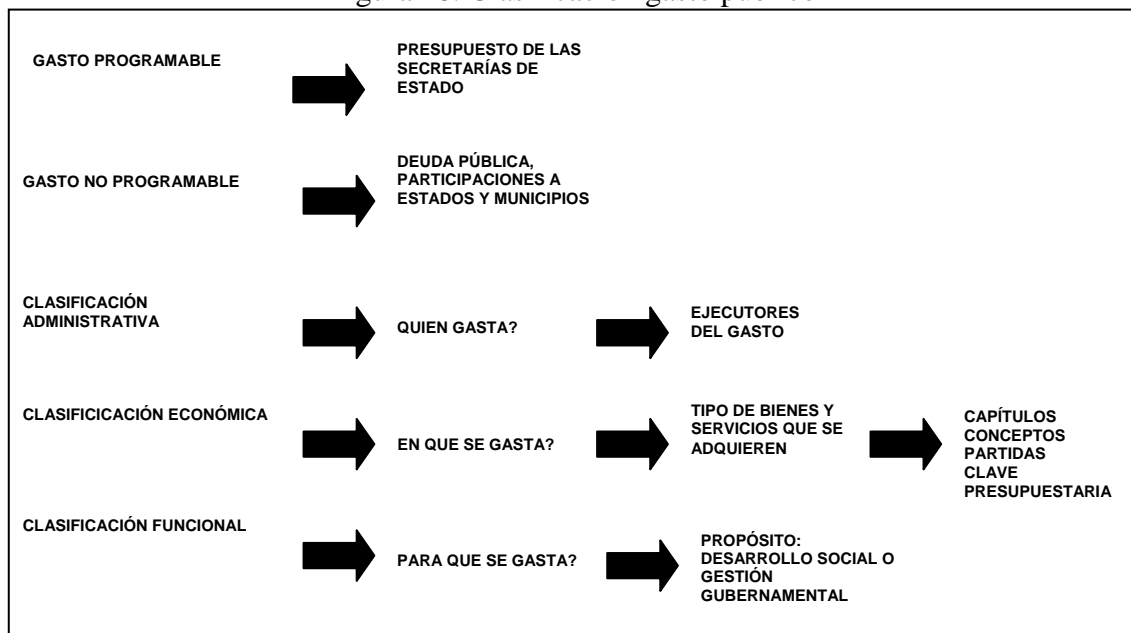 GASTO PROGRAMABLE
PRESUPUESTO DE LAS
SECRETARÍAS DE
ESTADO
GASTO NO PROGRAMABLE
DEUDA PÚBLICA,
PARTICIPACIONES A
ESTADOS Y MUNICIPIOS
CLASIFICACIÓN
ADMINISTRATIVA
QUIEN GASTA?
EJECUTORES
DEL GASTO
CLASIFICICACIÓN ECONÓMICA
EN QUE SE GASTA?
TIPO DE BIENES Y
SERVICIOS QUE SE
ADQUIEREN
CAPÍTULOS
CONCEPTOS
PARTIDAS
CLAVE
PRESUPUESTARIA
CLASIFICACIÓN FUNCIONAL
PARA QUE SE GASTA?
PROPÓSITO:
DESARROLLO SOCIAL O
GESTIÓN
GUBERNAMENTAL